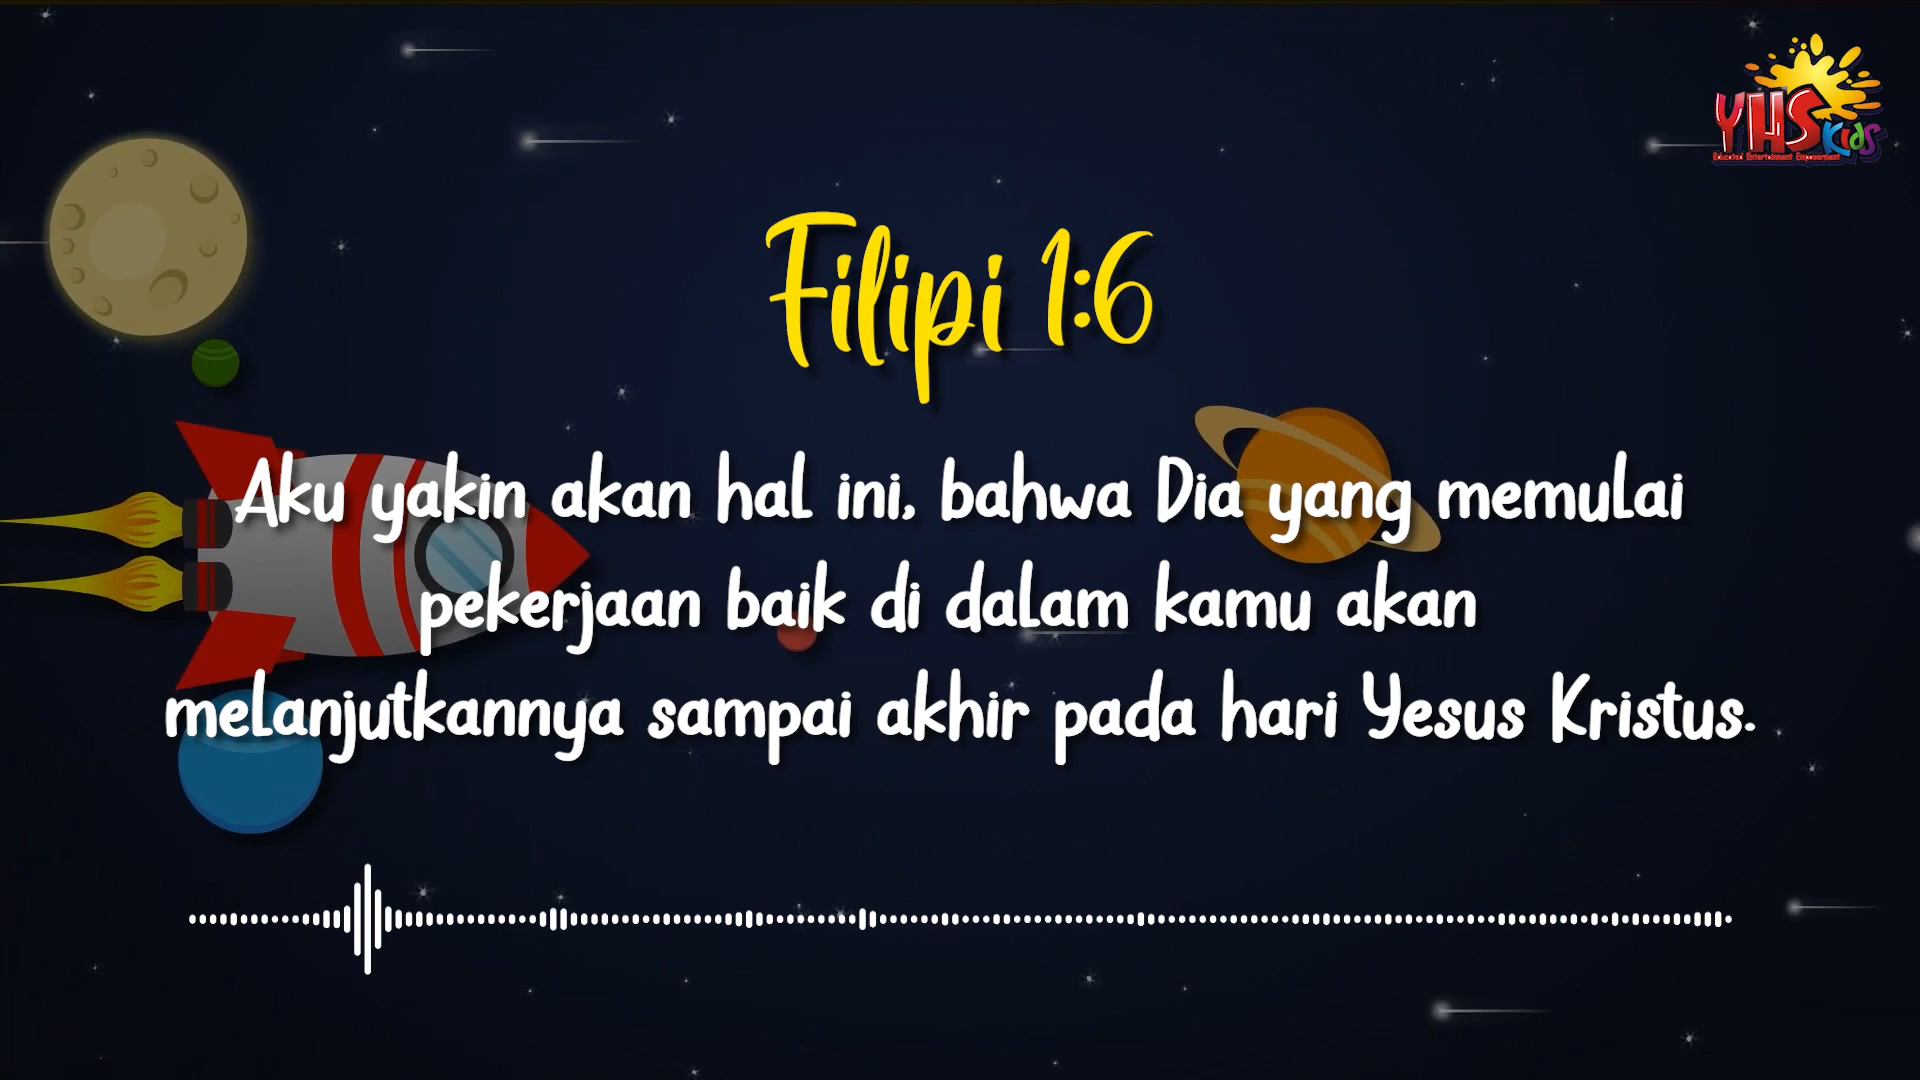 YHS Kids
Filipi 1:6
Aku yakin akan hal ini, bahwa Dia yang memulai
pekerjaan baik di dalam kamu akan
melanjutkannya sampai akhir pada hari Yesus Kristus.